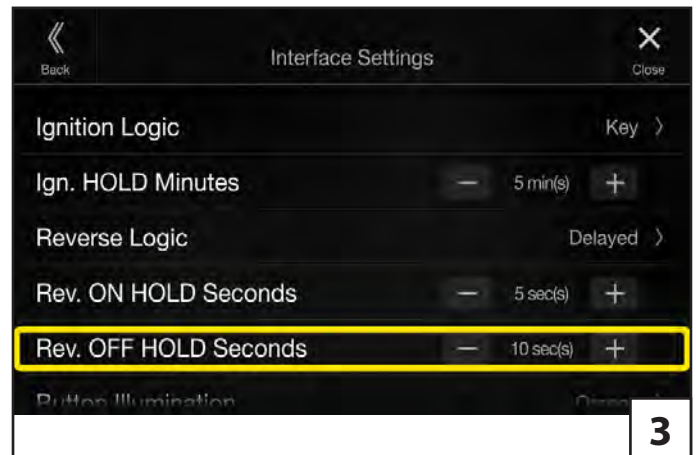 Back
Interface Settings
Close
Ignition Logic Key
Ign. HOLD Minutes − 5 min(s) +
Reverse Logic Delayed
Rev. ON HOLD Seconds − 5 sec(s) +
Rev. OFF HOLD Seconds − 10 sec(s) +
Button Illumination
3